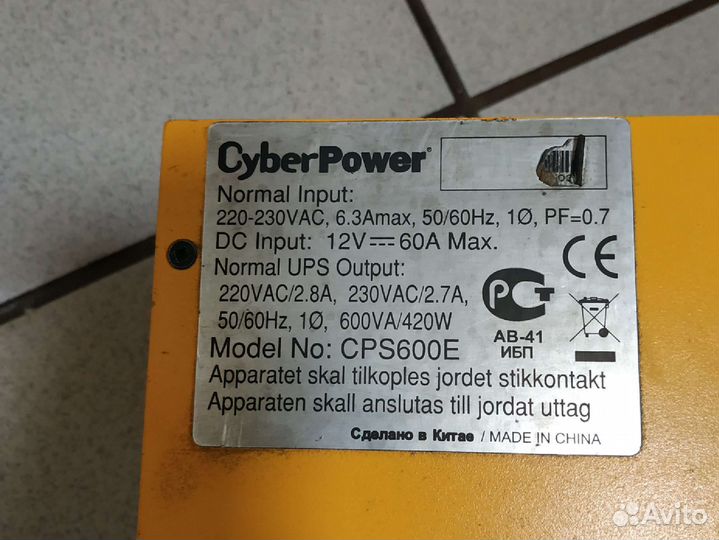 CyberPower
Normal Input:
220-230VAC, 6.3Amax, 50/60Hz, 1Ø, PF=0.7
DC Input: 12V⎓60A Max.
Normal UPS Output:
220VAC/2.8A, 230VAC/2.7A,
50/60Hz, 1Ø, 600VA/420W
Model No: CPS600E
Apparatet skal tilkoples jordet stikkontakt
Apparaten skall anslutas till jordat uttag
Сделано в Китае / MADE IN CHINA
CE
РСТ
АВ-41
ИБП
Avito